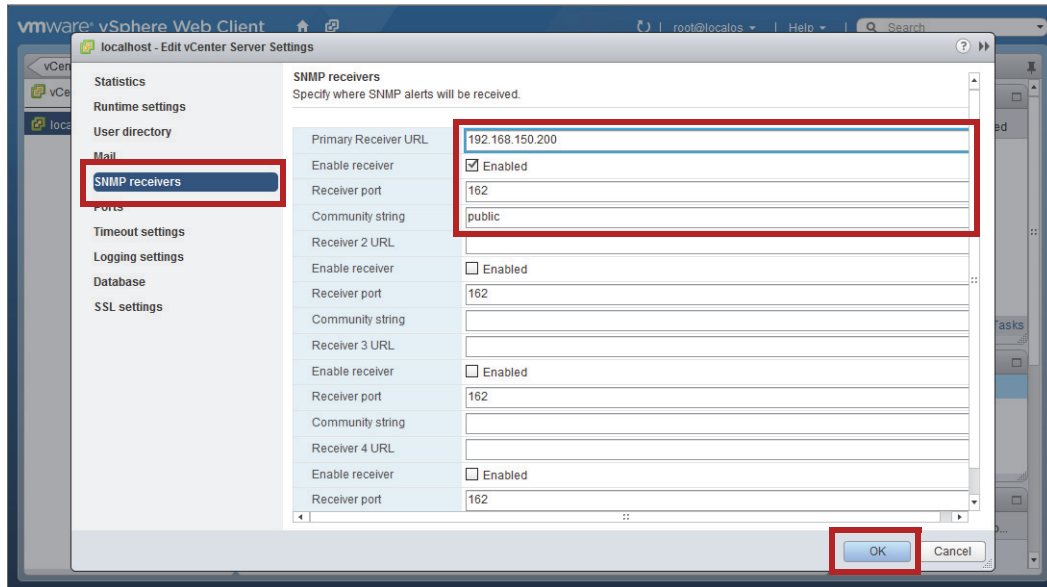 vmware® vSphere Web Client
root@localos
Help
Search
localhost - Edit vCenter Server Settings
Statistics
Runtime settings
User directory
Mail
SNMP receivers
Ports
Timeout settings
Logging settings
Database
SSL settings
SNMP receivers
Specify where SNMP alerts will be received.
Primary Receiver URL 192.168.150.200
Enable receiver Enabled
Receiver port 162
Community string public
Receiver 2 URL
Enable receiver Enabled
Receiver port 162
Community string
Receiver 3 URL
Enable receiver Enabled
Receiver port 162
Community string
Receiver 4 URL
Enable receiver Enabled
Receiver port 162
OK Cancel
vCen
vCe
loca
ed
Tasks